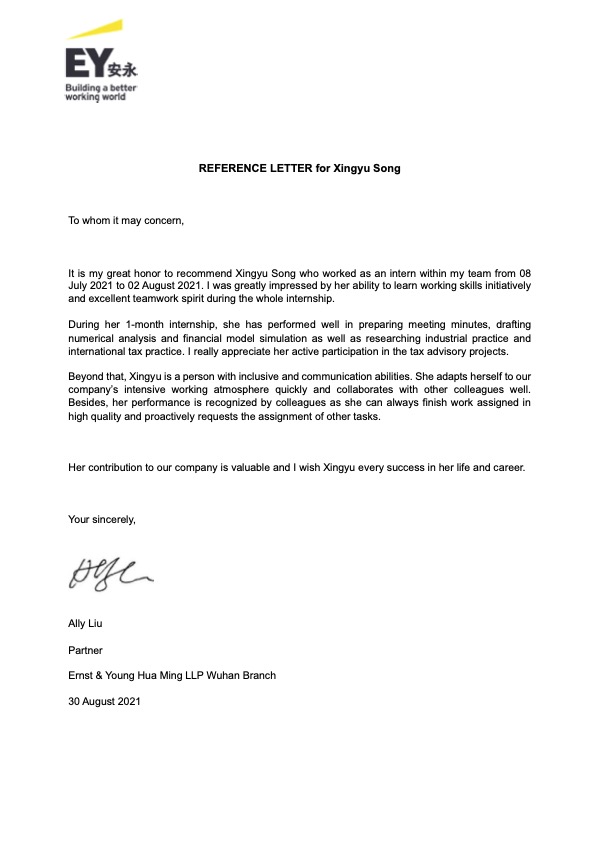 EY安永
Building a better
working world
REFERENCE LETTER for Xingyu Song
To whom it may concern,
It is my great honor to recommend Xingyu Song who worked as an intern within my team from 08
July 2021 to 02 August 2021. I was greatly impressed by her ability to learn working skills initiatively
and excellent teamwork spirit during the whole internship.
During her 1-month internship, she has performed well in preparing meeting minutes, drafting
numerical analysis and financial model simulation as well as researching industrial practice and
international tax practice. I really appreciate her active participation in the tax advisory projects.
Beyond that, Xingyu is a person with inclusive and communication abilities. She adapts herself to our
company's intensive working atmosphere quickly and collaborates with other colleagues well.
Besides, her performance is recognized by colleagues as she can always finish work assigned in
high quality and proactively requests the assignment of other tasks.
Her contribution to our company is valuable and I wish Xingyu every success in her life and career.
Your sincerely,
Ally Liu
Partner
Ernst & Young Hua Ming LLP Wuhan Branch
30 August 2021